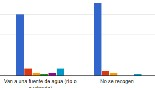 Van a una fuente de agua (río o
No se recogen